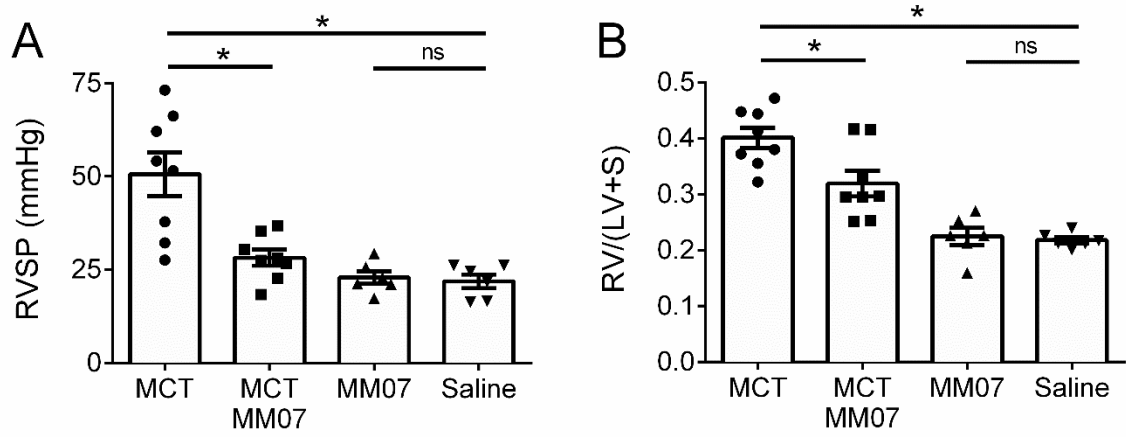 A
RVSP (mmHg)
75
50
25
0
*
*
ns
MCT
MCT
MM07
MM07
Saline
B
RV/(LV+S)
0.5
0.4
0.3
0.2
0.1
0.0
*
*
ns
MCT
MCT
MM07
MM07
Saline